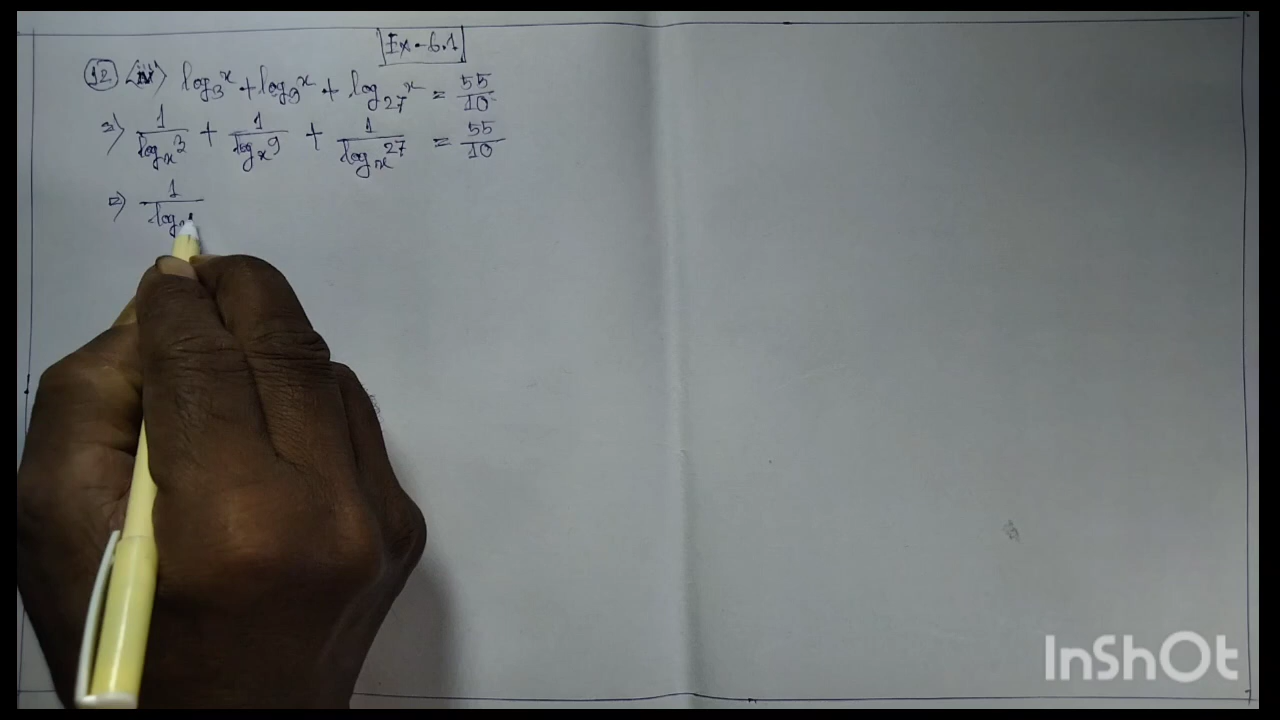 Ex-6.1
12 log₃ˣ + log₉ˣ + log₂₇ˣ = 55/10
⇒ 1/logₓ3 + 1/logₓ9 + 1/logₓ27 = 55/10
⇒ 1/log
InShOt